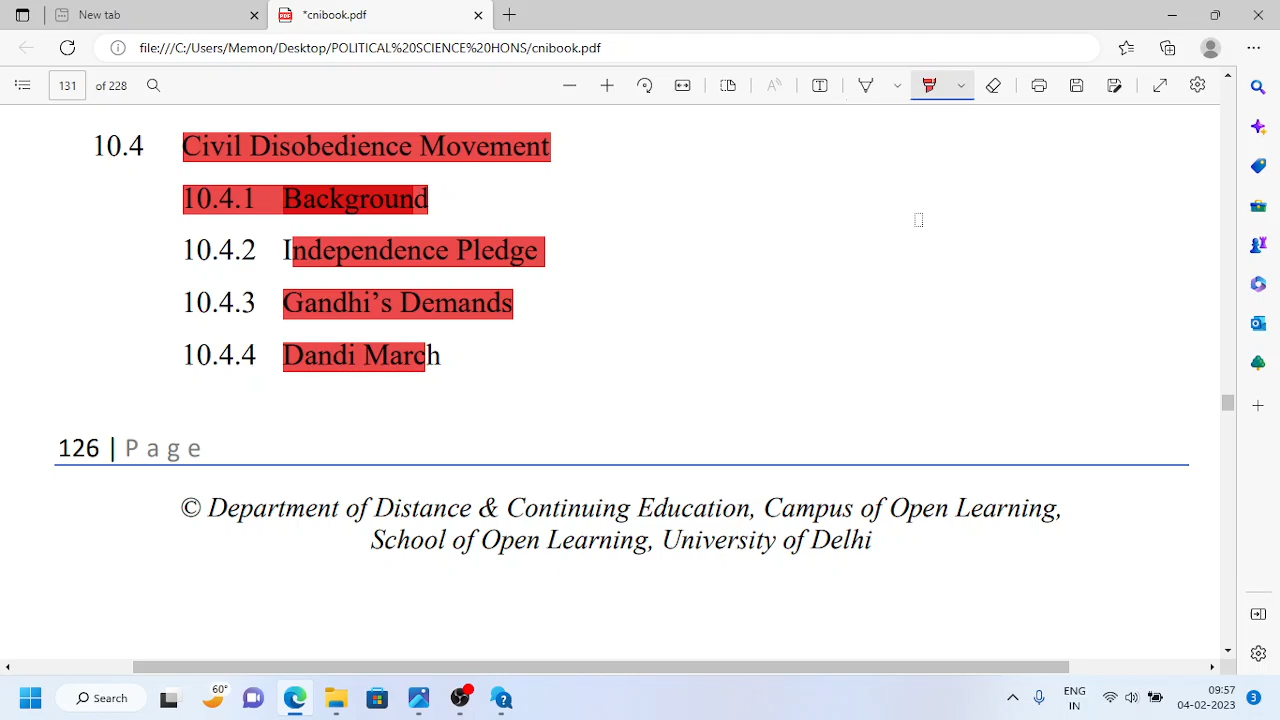 New tab
*cnibook.pdf
file:///C:/Users/Memon/Desktop/POLITICAL%20SCIENCE%20HONS/cnibook.pdf
131 of 228
10.4 Civil Disobedience Movement
10.4.1 Background
10.4.2 Independence Pledge
10.4.3 Gandhi’s Demands
10.4.4 Dandi March
126 | Page
© Department of Distance & Continuing Education, Campus of Open Learning,
School of Open Learning, University of Delhi
60°
Search
ENG
IN
09:57
04-02-2023
3